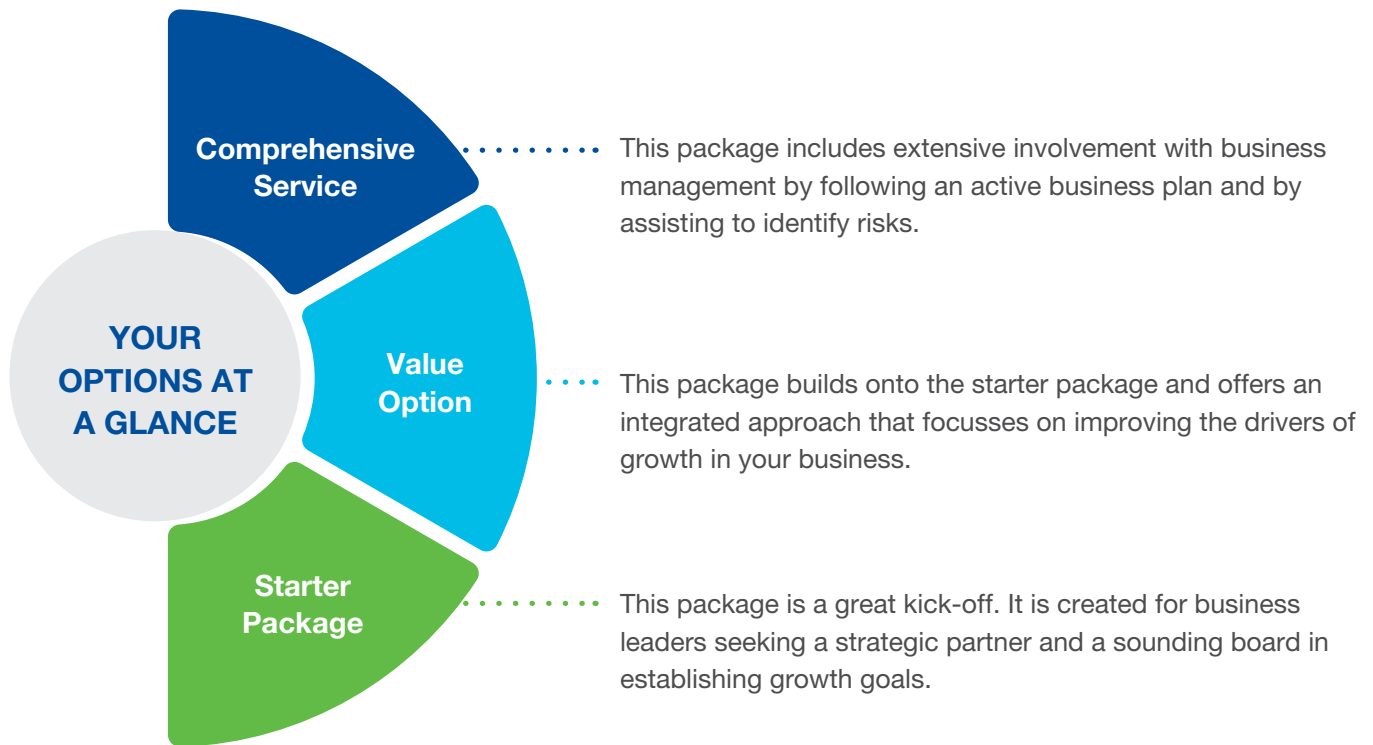 YOUR
OPTIONS AT
A GLANCE
Comprehensive
Service
This package includes extensive involvement with business
management by following an active business plan and by
assisting to identify risks.
Value
Option
This package builds onto the starter package and offers an
integrated approach that focusses on improving the drivers of
growth in your business.
Starter
Package
This package is a great kick-off. It is created for business
leaders seeking a strategic partner and a sounding board in
establishing growth goals.